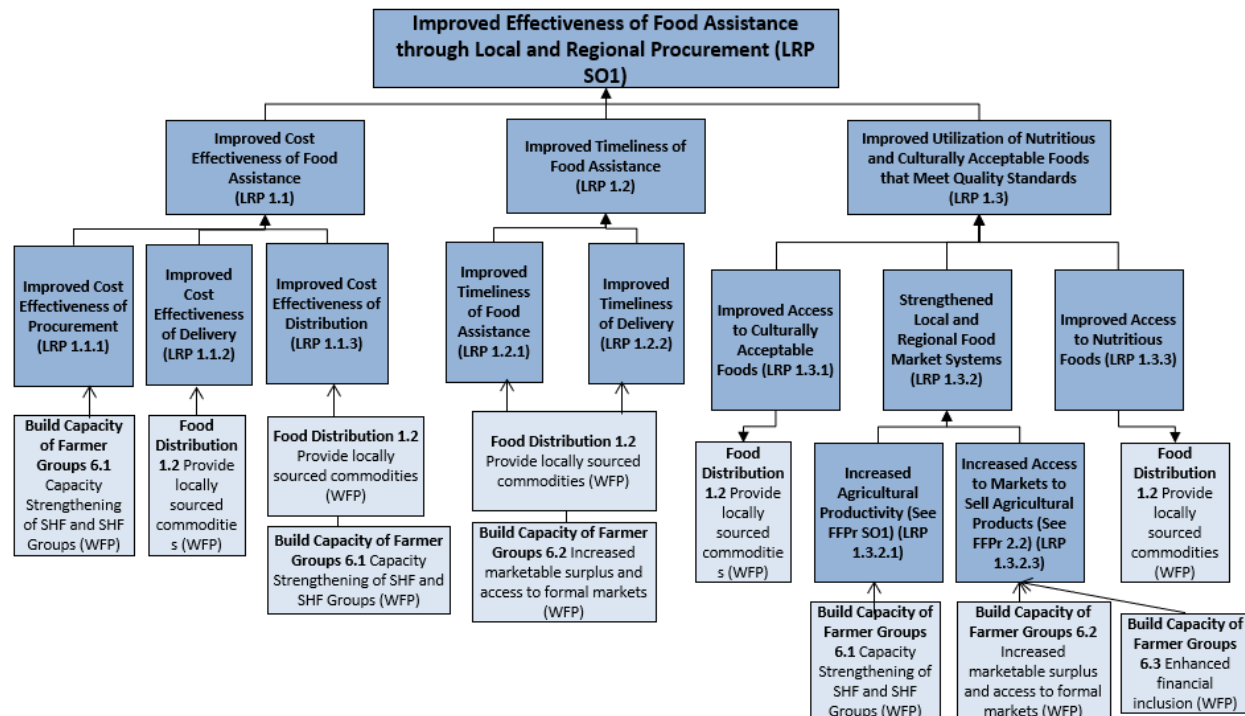 Improved Effectiveness of Food Assistance
through Local and Regional Procurement (LRP
SO1)
Improved Cost
Effectiveness of Food
Assistance
(LRP 1.1)
Improved Timeliness of
Food Assistance
(LRP 1.2)
Improved Utilization of Nutritious
and Culturally Acceptable Foods
that Meet Quality Standards
(LRP 1.3)
Improved Cost
Effectiveness of
Procurement
(LRP 1.1.1)
Improved
Cost
Effectiveness
of Delivery
(LRP 1.1.2)
Improved Cost
Effectiveness of
Distribution
(LRP 1.1.3)
Improved
Timeliness
of Food
Assistance
(LRP 1.2.1)
Improved
Timeliness
of Delivery
(LRP 1.2.2)
Improved Access
to Culturally
Acceptable
Foods (LRP 1.3.1)
Strengthened
Local and
Regional Food
Market Systems
(LRP 1.3.2)
Improved Access
to Nutritious
Foods (LRP 1.3.3)
Build Capacity
of Farmer
Groups 6.1
Capacity
Strengthening
of SHF and SHF
Groups (WFP)
Food
Distribution
1.2 Provide
locally
sourced
commoditie
s (WFP)
Food Distribution 1.2
Provide locally
sourced commodities
(WFP)
Build Capacity of Farmer
Groups 6.1 Capacity
Strengthening of SHF and
SHF Groups (WFP)
Food Distribution 1.2
Provide locally sourced
commodities (WFP)
Build Capacity of Farmer
Groups 6.2 Increased
marketable surplus and
access to formal markets
(WFP)
Food
Distribution
1.2 Provide
locally
sourced
commoditie
s (WFP)
Increased
Agricultural
Productivity (See
FFPr SO1) (LRP
1.3.2.1)
Increased Access
to Markets to
Sell Agricultural
Products (See
FFPr 2.2) (LRP
1.3.2.3)
Food
Distribution
1.2 Provide
locally
sourced
commodities
(WFP)
Build Capacity of
Farmer Groups
6.1 Capacity
Strengthening of
SHF and SHF
Groups (WFP)
Build Capacity of
Farmer Groups 6.2
Increased
marketable surplus
and access to formal
markets (WFP)
Build Capacity of
Farmer Groups
6.3 Enhanced
financial
inclusion (WFP)